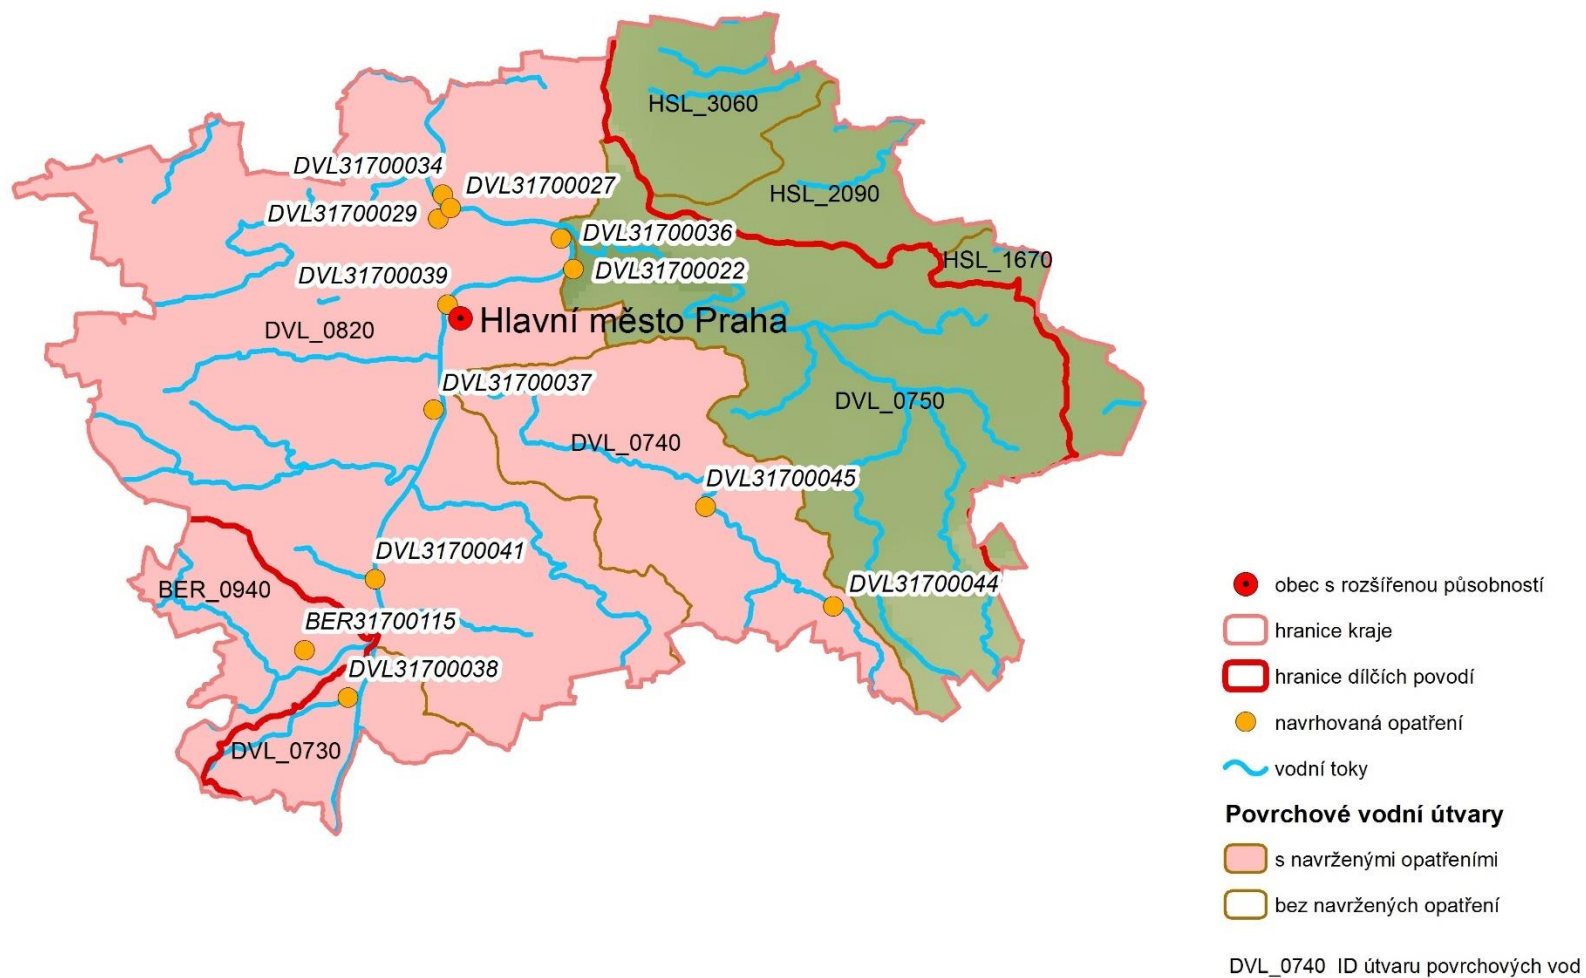 HSL_3060
DVL31700034
DVL31700027
HSL_2090
DVL31700029
DVL31700036
HSL_1670
DVL31700039
DVL31700022
Hlavní město Praha
DVL_0820
DVL31700037
DVL_0750
DVL_0740
DVL31700045
DVL31700041
DVL31700044
BER_0940
BER31700115
DVL31700038
DVL_0730
obec s rozšířenou působností
hranice kraje
hranice dílčích povodí
navrhovaná opatření
vodní toky
Povrchové vodní útvary
s navrženými opatřeními
bez navržených opatření
DVL_0740 ID útvaru povrchových vod